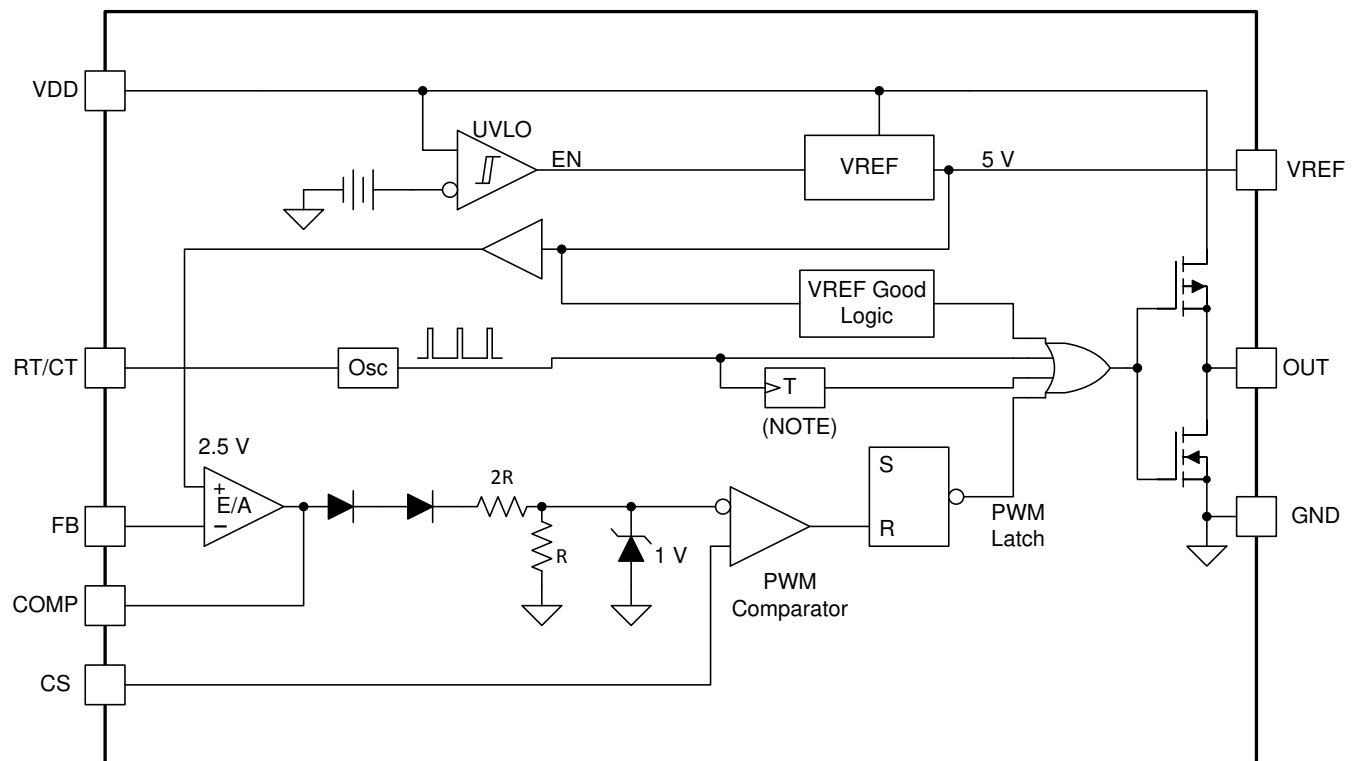 VDD
UVLO
EN
VREF
5 V
VREF
VREF Good
Logic
RT/CT
Osc
T
(NOTE)
OUT
2.5 V
+
E/A
−
FB
2R
R
1 V
S
R
PWM
Latch
GND
PWM
Comparator
COMP
CS